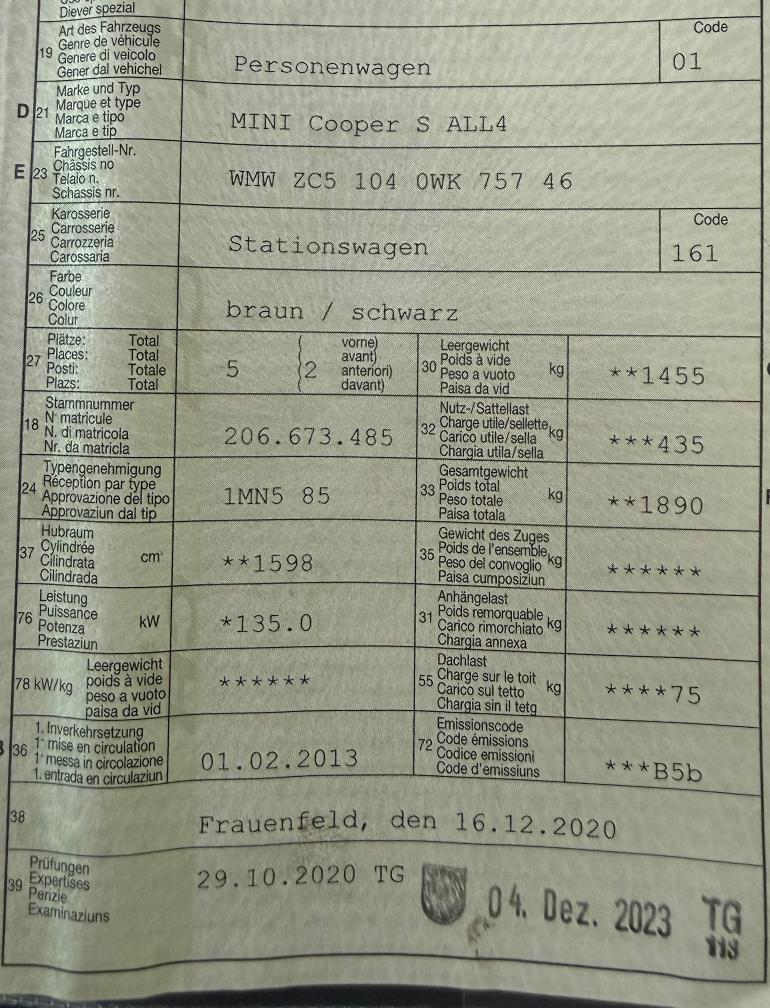 Diever spezial
19 Art des Fahrzeugs
Genre de véhicule
Genere di veicolo
Gener dal vehichel
Personenwagen
Code
01
D 21 Marke und Typ
Marque et type
Marca e tipo
Marca e tip
MINI Cooper S ALL4
E 23 Fahrgestell-Nr.
Châssis no
Telaio n.
Schassis nr.
WMW ZC5 104 0WK 757 46
25 Karosserie
Carrosserie
Carrozzeria
Carossaria
Stationswagen
Code
161
26 Farbe
Couleur
Colore
Colur
braun / schwarz
27 Plätze: Total
Places: Total
Posti: Totale
Plazs: Total
5
(2
vorne)
avant)
anteriori)
davant)
30 Leergewicht
Poids à vide
Peso a vuoto
Paisa da vid
kg
**1455
18 Stammnummer
N° matricule
N. di matricola
Nr. da matricla
206.673.485
32 Nutz-/Sattellast
Charge utile/sellette
Carico utile/sella
Chargia utila/sella
kg
***435
24 Typengenehmigung
Réception par type
Approvazione del tipo
Approvaziun dal tip
1MN5 85
33 Gesamtgewicht
Poids total
Peso totale
Paisa totala
kg
**1890
37 Hubraum
Cylindrée
Cilindrata
Cilindrada
cm³
**1598
35 Gewicht des Zuges
Poids de l'ensemble
Peso del convoglio
Paisa cumposiziun
kg
******
76 Leistung
Puissance
Potenza
Prestaziun
kW
*135.0
31 Anhängelast
Poids remorquable
Carico rimorchiato
Chargia annexa
kg
******
78 kW/kg
Leergewicht
poids à vide
peso a vuoto
paisa da vid
******
55 Dachlast
Charge sur le toit
Carico sul tetto
Chargia sin il tetg
kg
****75
36 1. Inverkehrsetzung
1re mise en circulation
1a messa in circolazione
1. entrada en circulaziun
01.02.2013
72 Emissionscode
Code émissions
Codice emissioni
Code d'emissiuns
***B5b
38
Frauenfeld, den 16.12.2020
39 Prüfungen
Expertises
Perizie
Examinaziuns
29.10.2020 TG
04. Dez. 2023
TG
113